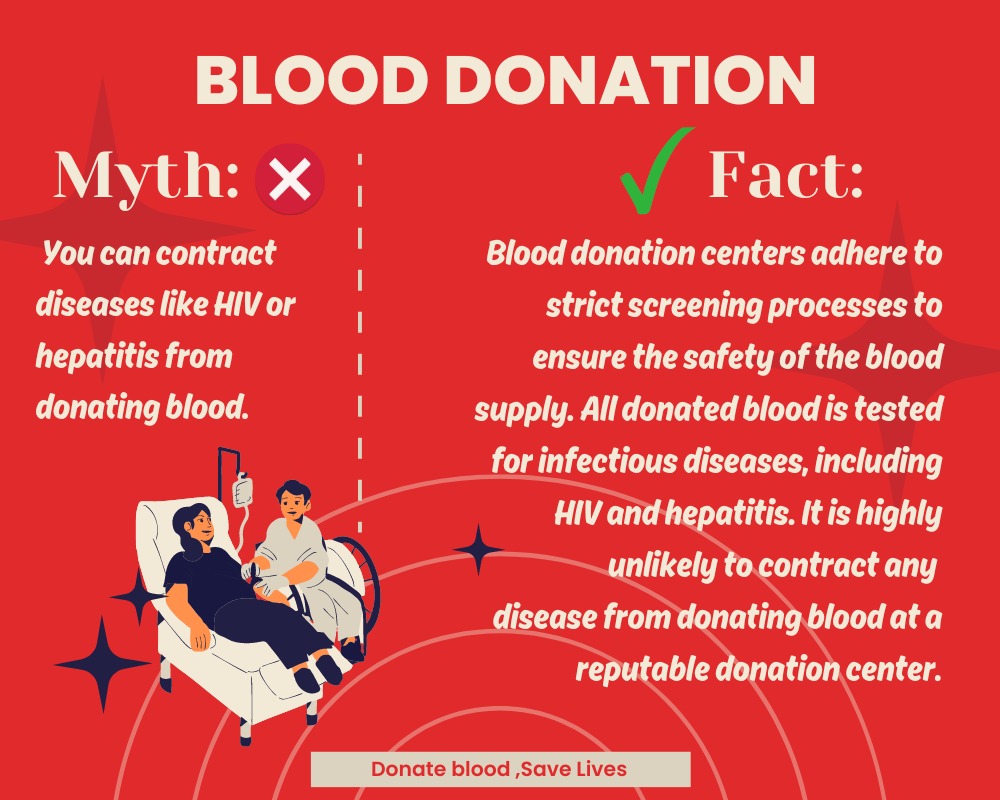 BLOOD DONATION
Myth:
You can contract
diseases like HIV or
hepatitis from
donating blood.
Fact:
Blood donation centers adhere to
strict screening processes to
ensure the safety of the blood
supply. All donated blood is tested
for infectious diseases, including
HIV and hepatitis. It is highly
unlikely to contract any
disease from donating blood at a
reputable donation center.
Donate blood ,Save Lives